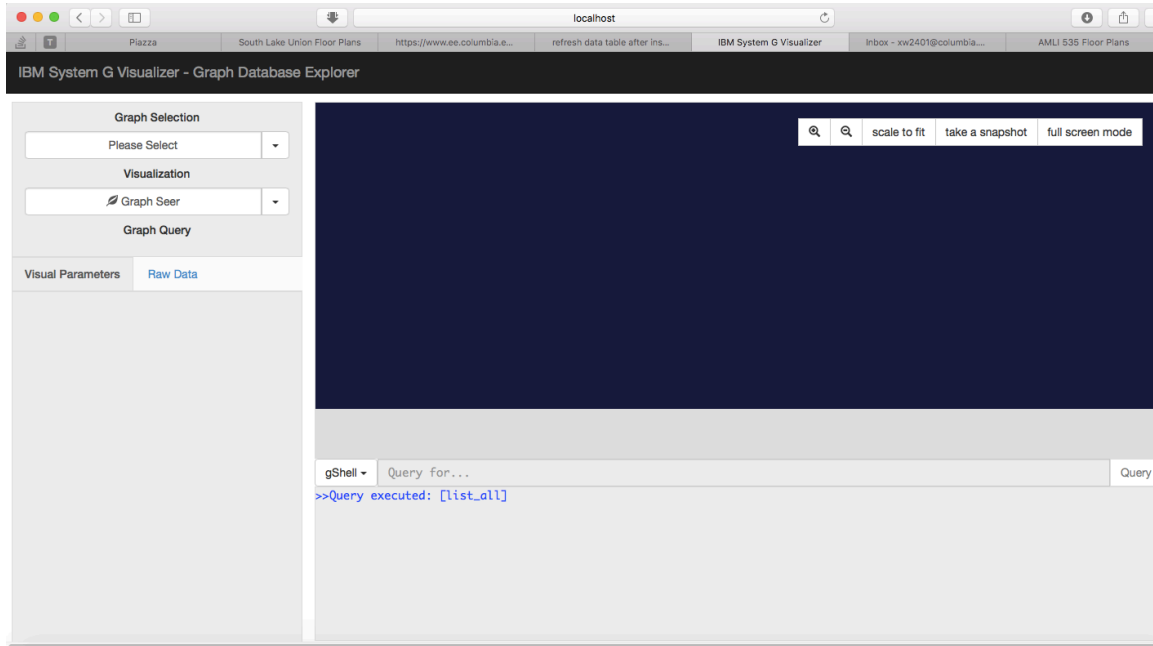 localhost
T
Piazza
South Lake Union Floor Plans
https://www.ee.columbia.e...
refresh data table after ins...
IBM System G Visualizer
Inbox - xw2401@columbia....
AMLI 535 Floor Plans
IBM System G Visualizer - Graph Database Explorer
Graph Selection
Please Select
Visualization
Graph Seer
Graph Query
Visual Parameters
Raw Data
scale to fit
take a snapshot
full screen mode
gShell
Query for...
Query
>>Query executed: [list_all]